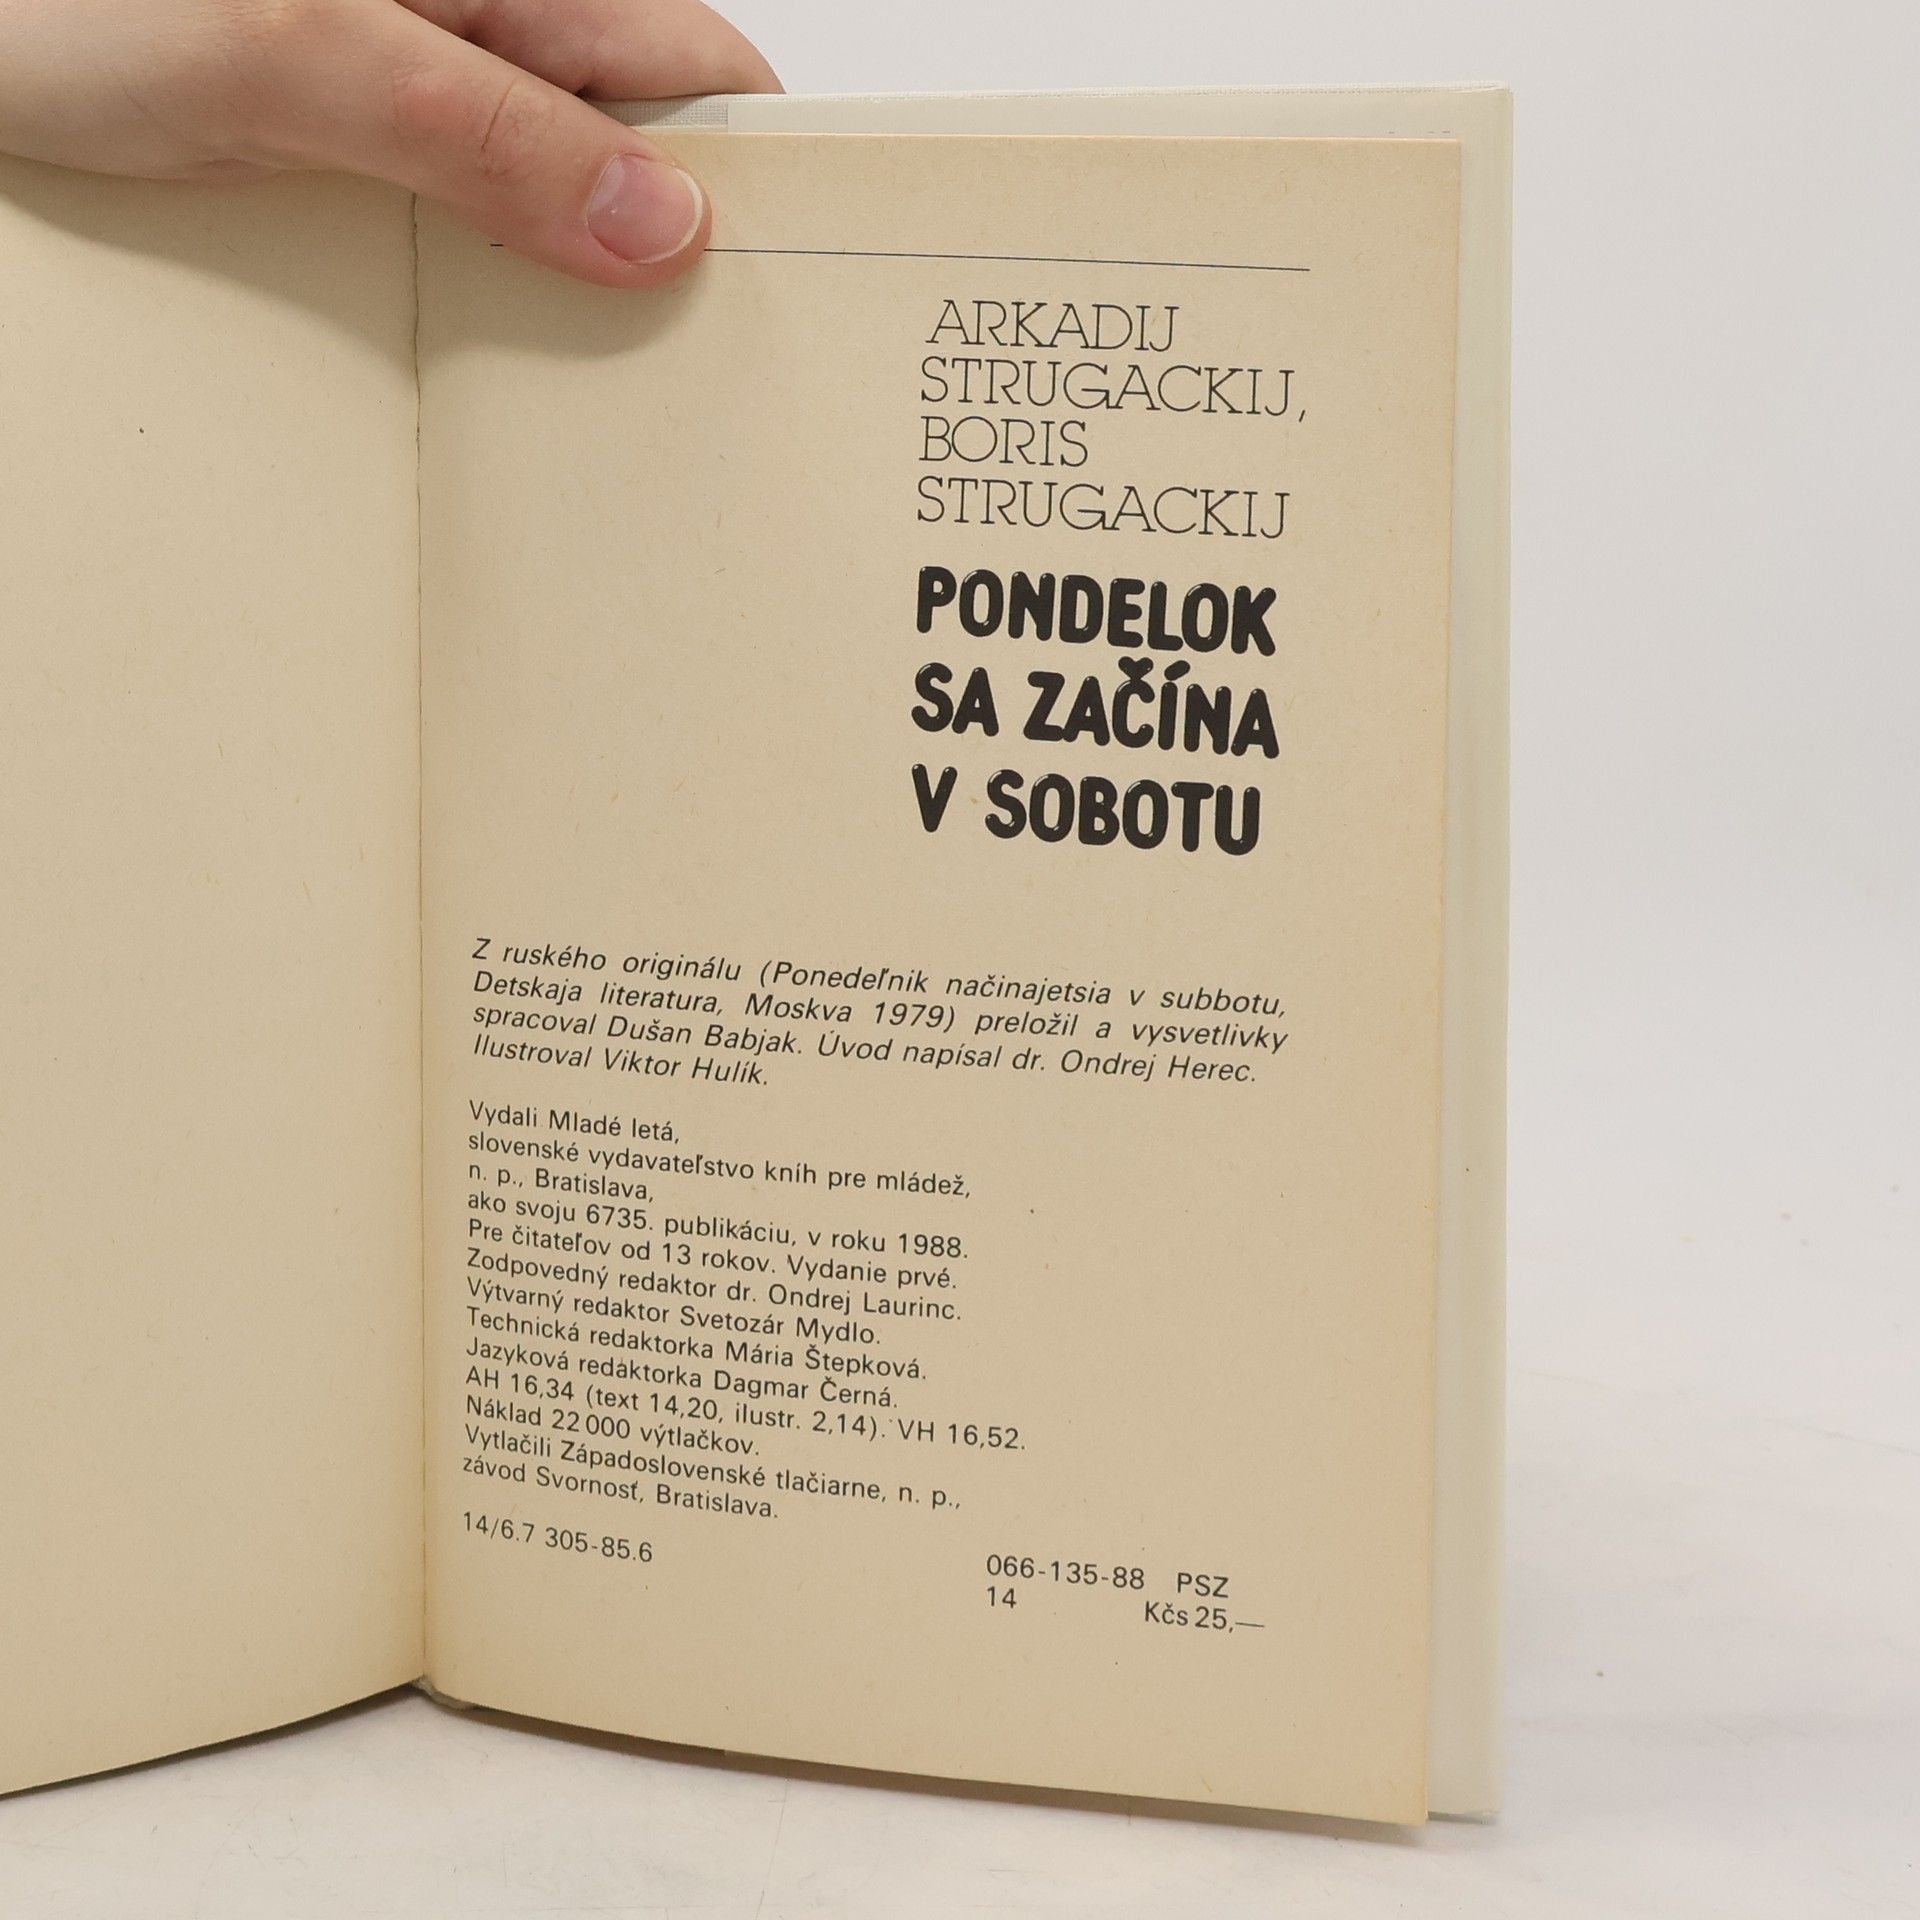 ARKADIJ
STRUGACKIJ,
BORIS
STRUGACKIJ
PONDELOK
SA ZAČÍNA
V SOBOTU
Z ruského originálu (Ponedeľnik načinajetsia v subbotu,
Detskaja literatura, Moskva 1979) preložil a vysvetlivky
spracoval Dušan Babjak. Úvod napísal dr. Ondrej Herec.
Ilustroval Viktor Hulík.
Vydali Mladé letá,
slovenské vydavateľstvo kníh pre mládež,
n. p., Bratislava,
ako svoju 6735. publikáciu, v roku 1988.
Pre čitateľov od 13 rokov. Vydanie prvé.
Zodpovedný redaktor dr. Ondrej Laurinc.
Výtvarný redaktor Svetozár Mydlo.
Technická redaktorka Mária Štepková.
Jazyková redaktorka Dagmar Černá.
AH 16,34 (text 14,20, ilustr. 2,14). VH 16,52.
Náklad 22 000 výtlačkov.
Vytlačili Západoslovenské tlačiarne, n. p.,
závod Svornosť, Bratislava.
14/6.7 305-85.6
066-135-88 PSZ
14 Kčs 25,—